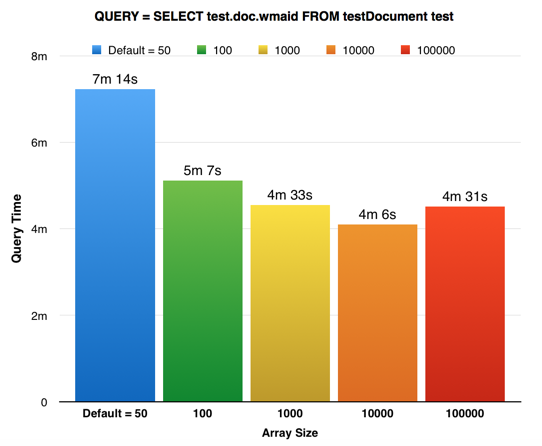 QUERY = SELECT test.doc.wmaid FROM testDocument test
Default = 50 100 1000 10000 100000
8m
7m 14s
6m
5m 7s
4m 33s
4m 6s
4m 31s
4m
2m
0
Query Time
Default = 50 100 1000 10000 100000
Array Size